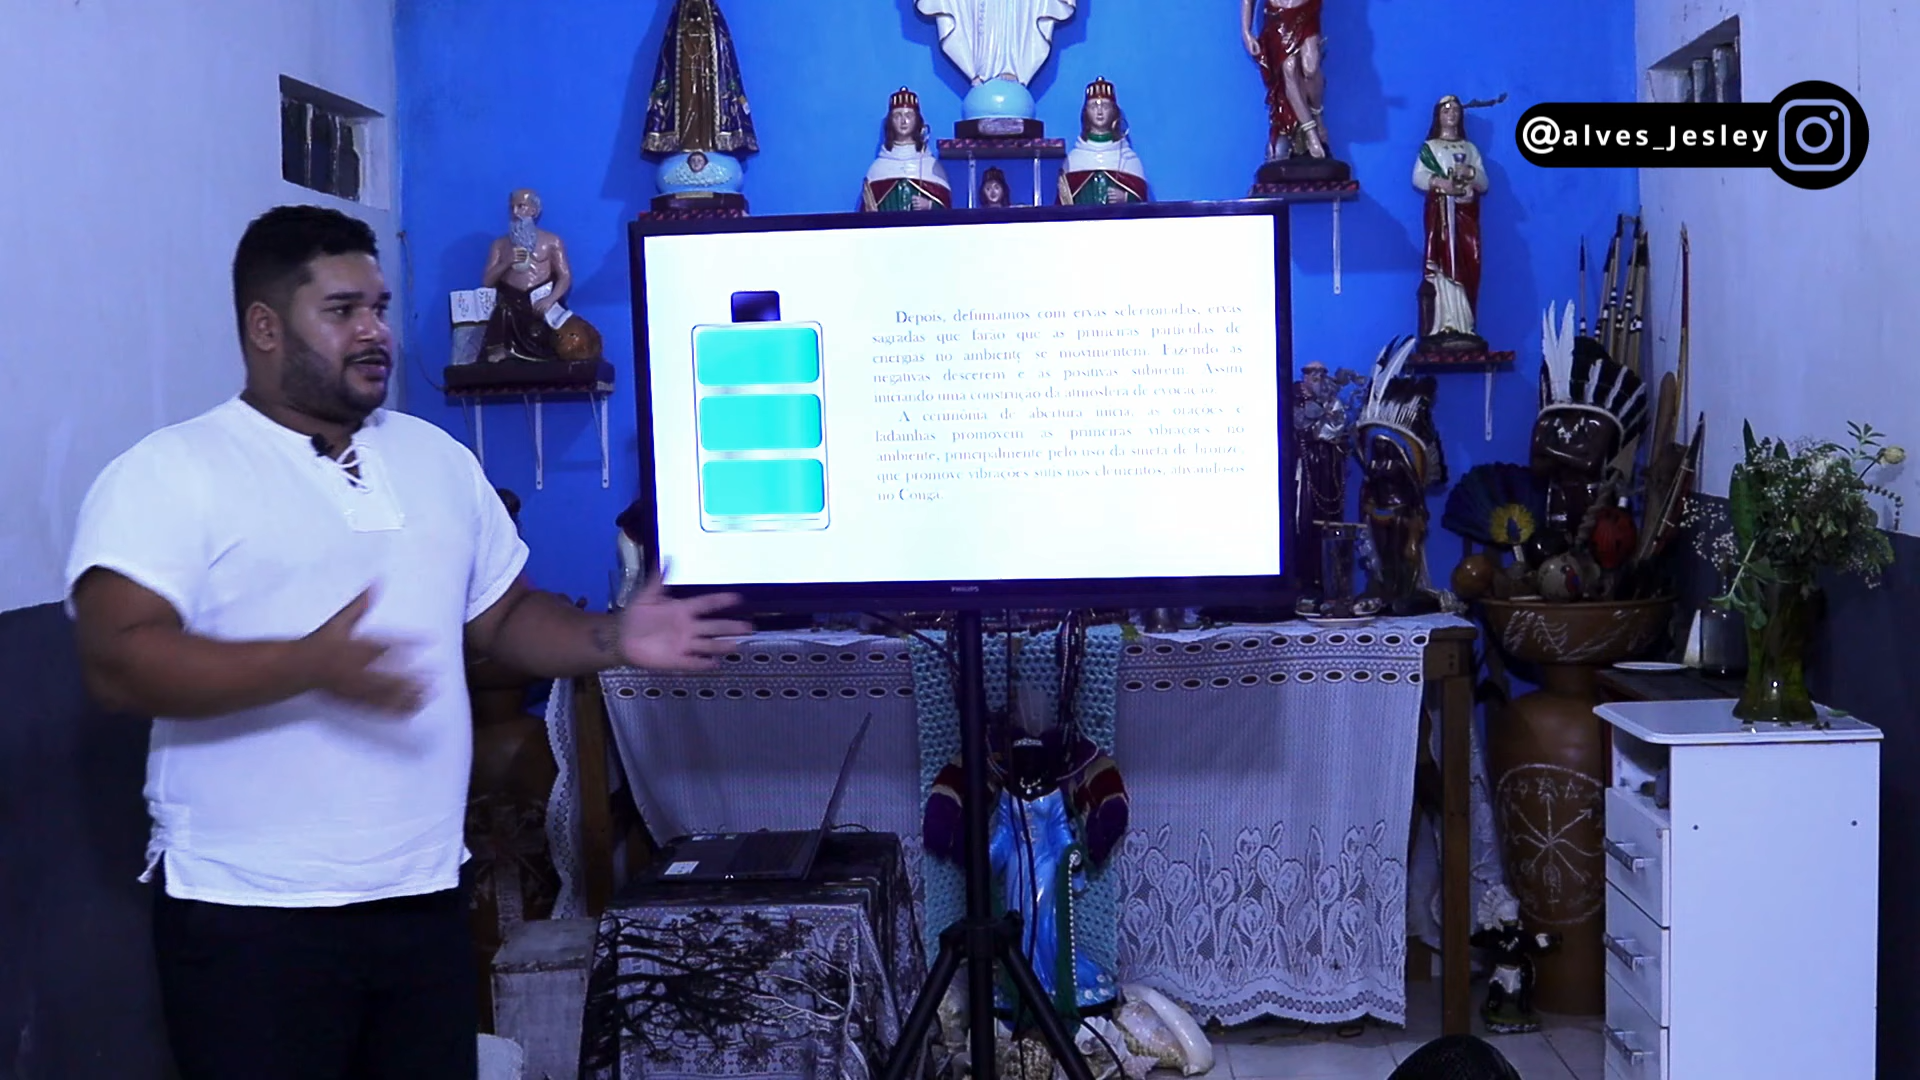 @alves_Jesley
Depois, defumamos com ervas selecionadas, ervas
sagradas que farão que as primeiras partículas de
energias no ambiente se movimentem. Fazendo as
negativas descerem e as positivas subirem. Assim
iniciando uma construção da atmosfera de evocação.
A cerimônia de abertura inicia, as orações e
ladainhas promovem as primeiras vibrações no
ambiente, principalmente pelo uso da sineta de bronze,
que promove vibrações sutis nos elementos, ativando-os
no Congá.
PHILIPS